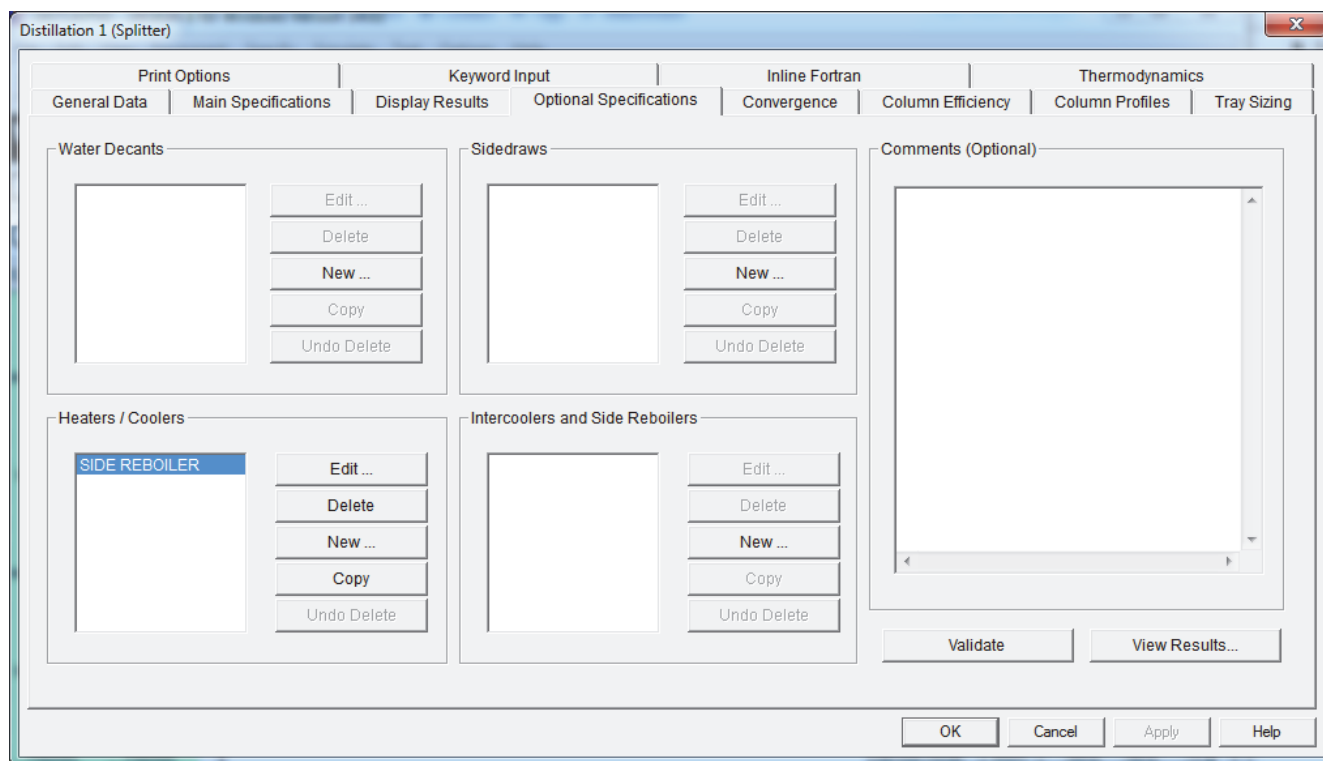 Distillation 1 (Splitter)
X
Print Options Keyword Input Inline Fortran Thermodynamics
General Data Main Specifications Display Results Optional Specifications Convergence Column Efficiency Column Profiles Tray Sizing
Water Decants
Edit ...
Delete
New ...
Copy
Undo Delete
Sidedraws
Edit ...
Delete
New ...
Copy
Undo Delete
Comments (Optional)
Heaters / Coolers
SIDE REBOILER
Edit ...
Delete
New ...
Copy
Undo Delete
Intercoolers and Side Reboilers
Edit ...
Delete
New ...
Copy
Undo Delete
Validate View Results...
OK Cancel Apply Help